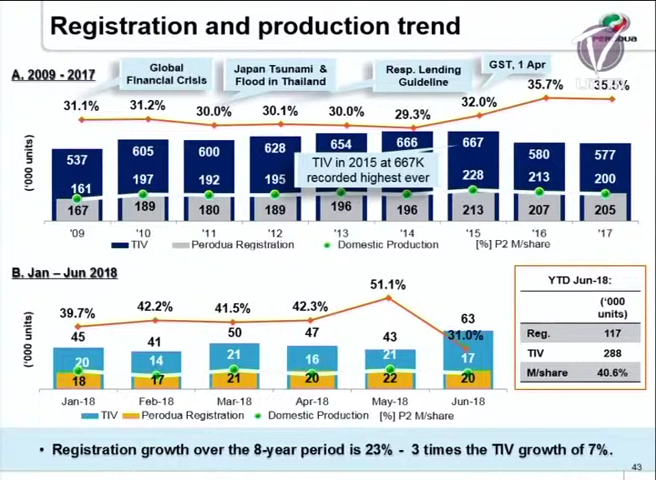 Registration and production trend
PERODUA
A. 2009 - 2017
Global
Financial Crisis
Japan Tsunami &
Flood in Thailand
Resp. Lending
Guideline
GST, 1 Apr
31.1% 31.2% 30.0% 30.1% 30.0% 29.3% 32.0% 35.7% 35.5%
('000 units)
537 605 600 628 654 666 667 580 577
TIV in 2015 at 667K
recorded highest ever
161 197 192 195 228 213 200
167 189 180 189 196 196 213 207 205
'09 '10 '11 '12 '13 '14 '15 '16 '17
TIV Perodua Registration Domestic Production [%] P2 M/share
B. Jan – Jun 2018
39.7% 42.2% 41.5% 42.3% 51.1% 31.0%
('000 units)
45 41 50 47 43 63
20 14 21 16 21 17
18 17 21 20 22 20
Jan-18 Feb-18 Mar-18 Apr-18 May-18 Jun-18
TIV Perodua Registration Domestic Production [%] P2 M/share
YTD Jun-18:
('000
units)
Reg. 117
TIV 288
M/share 40.6%
• Registration growth over the 8-year period is 23% - 3 times the TIV growth of 7%.
43